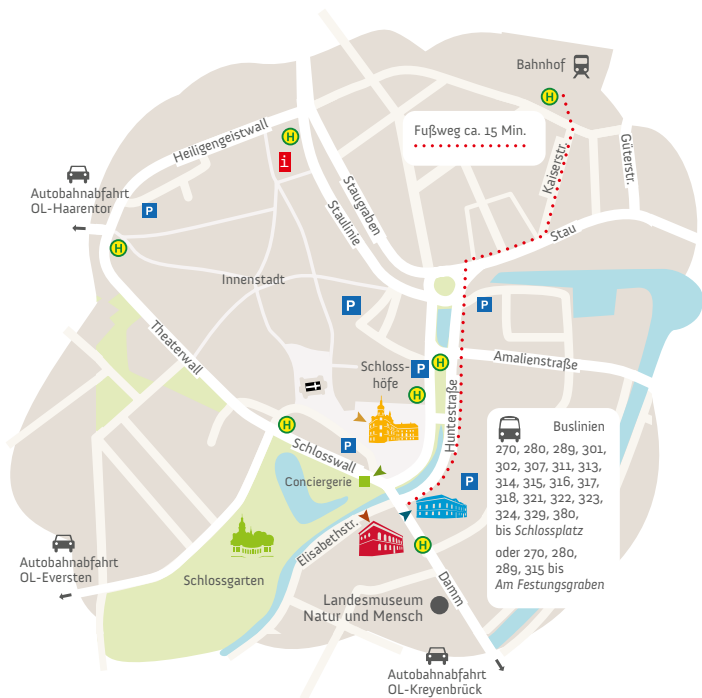 Bahnhof
H
Fußweg ca. 15 Min.
Heiligengeistwall
H
i
Kaiserstr.
Güterstr.
Autobahnabfahrt
OL-Haarentor
P
Staugraben
Staulinie
Stau
H
Innenstadt
P
P
Theaterwall
Schloss-
höfe
P
H
Amalienstraße
H
Huntestraße
H
Schlosswall
P
Conciergerie
P
Buslinien
270, 280, 289, 301,
302, 307, 311, 313,
314, 315, 316, 317,
318, 321, 322, 323,
324, 329, 380,
bis Schlossplatz
oder 270, 280,
289, 315 bis
Am Festungsgraben
Elisabethstr.
H
Autobahnabfahrt
OL-Eversten
Schlossgarten
Damm
Landesmuseum
Natur und Mensch
Autobahnabfahrt
OL-Kreyenbrück